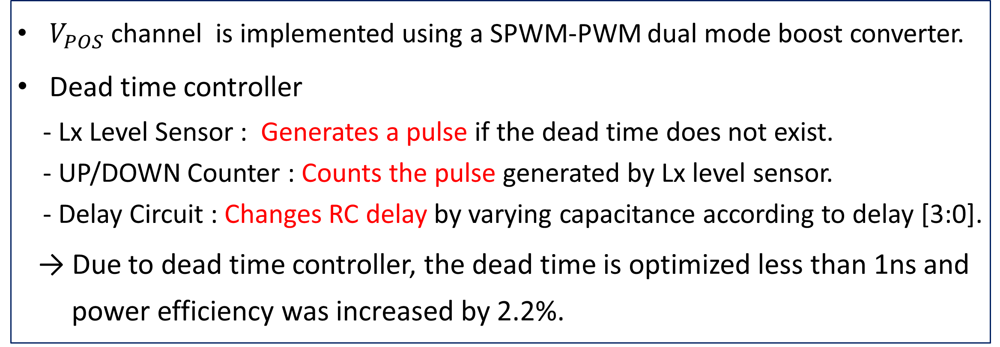 • V_POS channel is implemented using a SPWM-PWM dual mode boost converter.
• Dead time controller
- Lx Level Sensor : Generates a pulse if the dead time does not exist.
- UP/DOWN Counter : Counts the pulse generated by Lx level sensor.
- Delay Circuit : Changes RC delay by varying capacitance according to delay [3:0].
→ Due to dead time controller, the dead time is optimized less than 1ns and
power efficiency was increased by 2.2%.